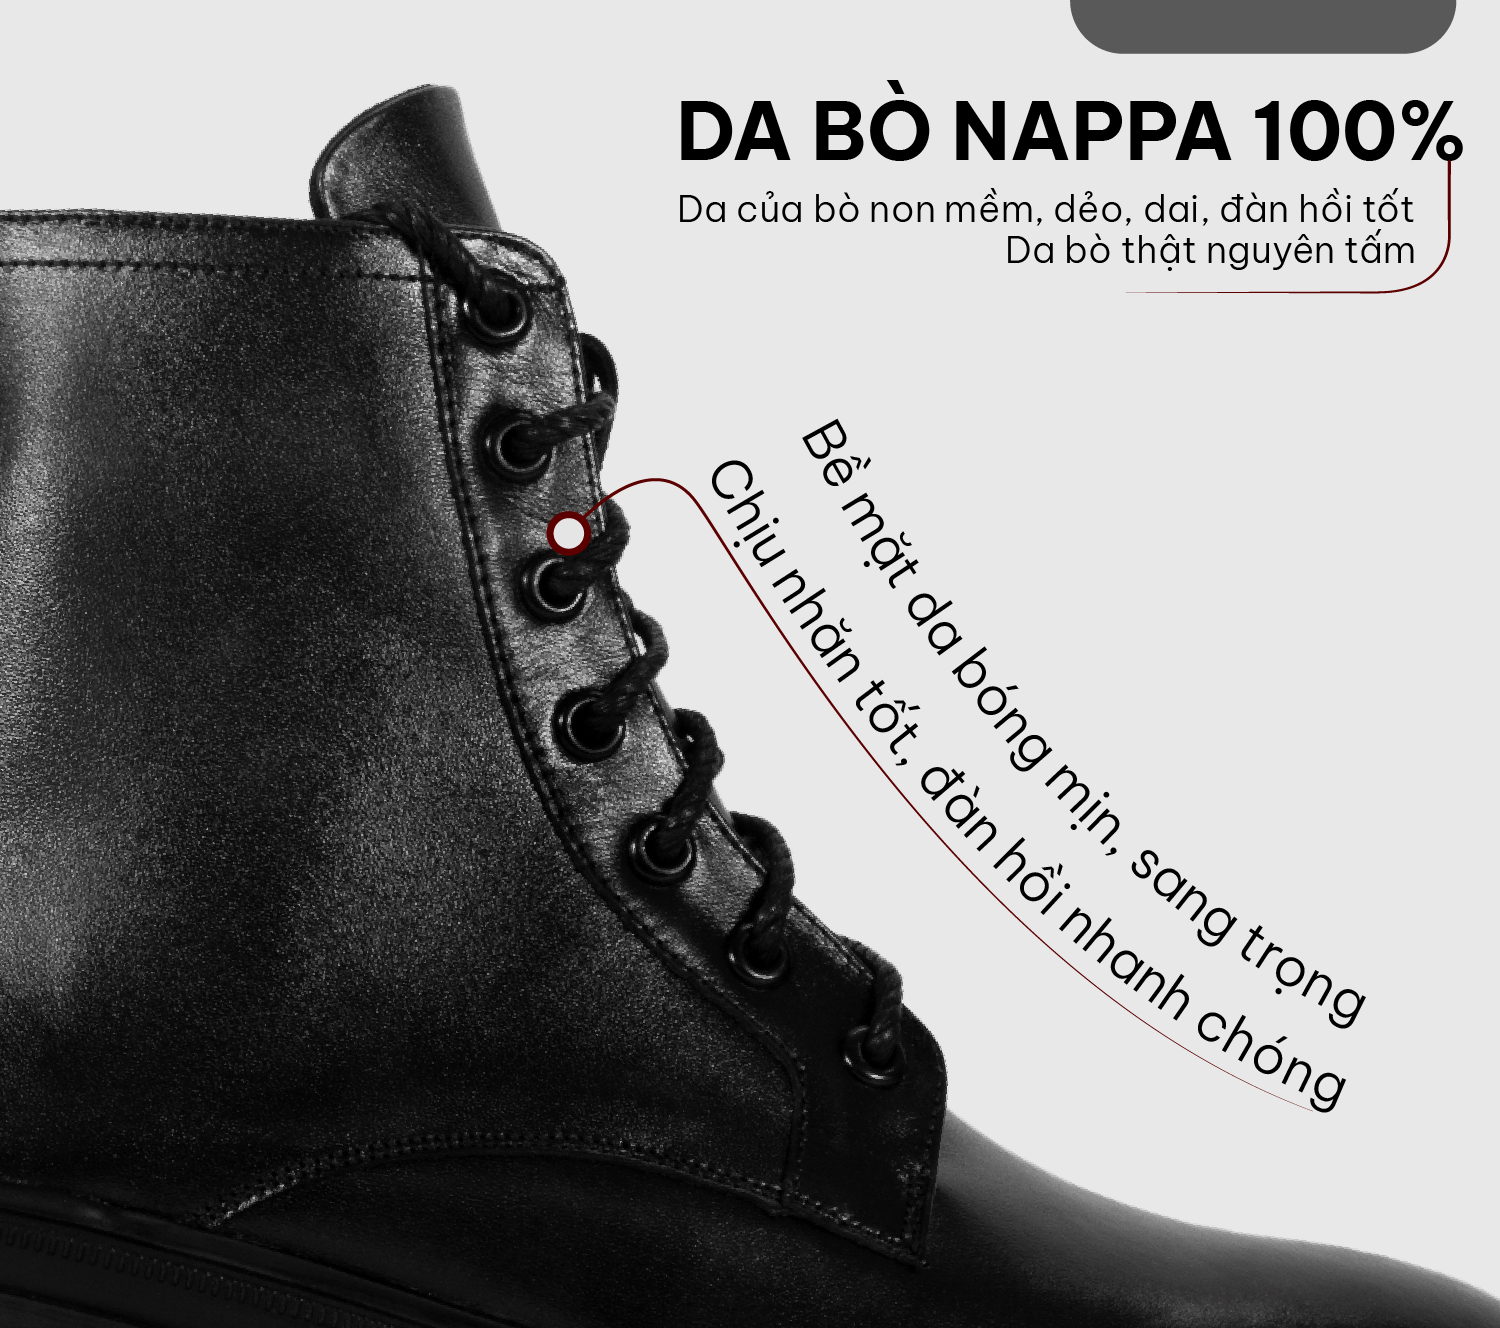 DA BÒ NAPPA 100%
Da của bò non mềm, dẻo, dai, đàn hồi tốt
Da bò thật nguyên tấm
Bề mặt da bóng mịn, sang trọng
Chịu nhăn tốt, đàn hồi nhanh chóng